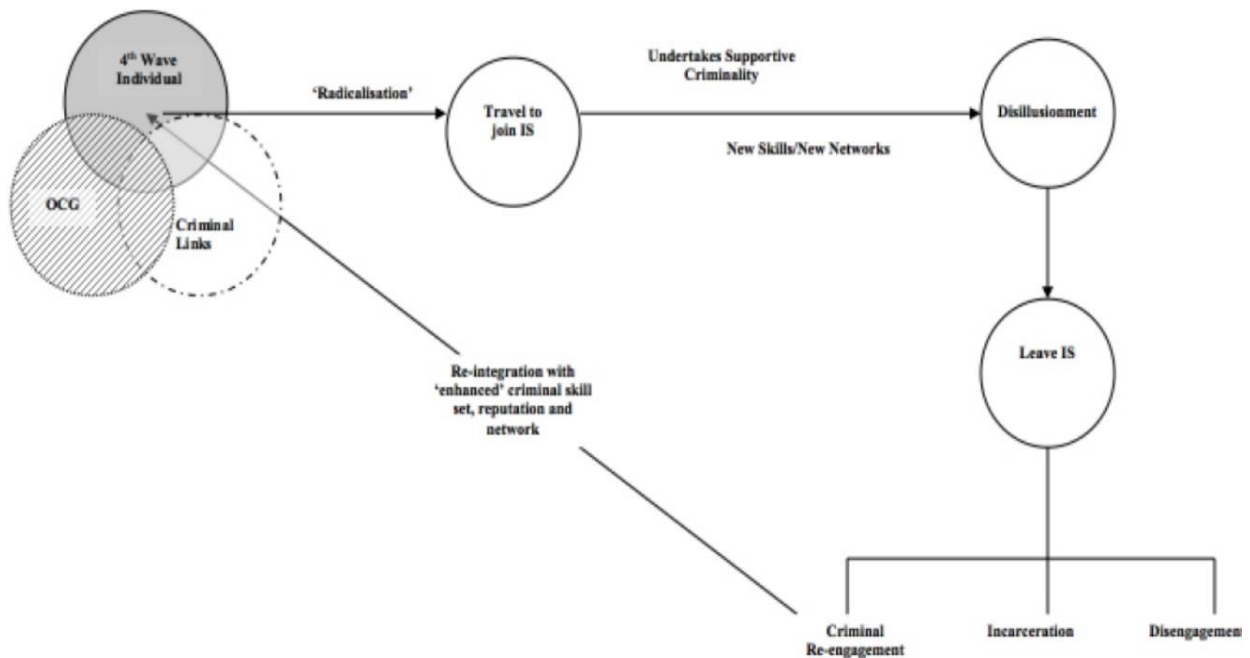 4th Wave
Individual
‘Radicalisation’
Undertakes Supportive
Criminality
Travel to
join IS
Disillusionment
New Skills/New Networks
OCG
Criminal
Links
Leave IS
Re-integration with
‘enhanced’ criminal skill
set, reputation and
network
Criminal
Re-engagement
Incarceration
Disengagement